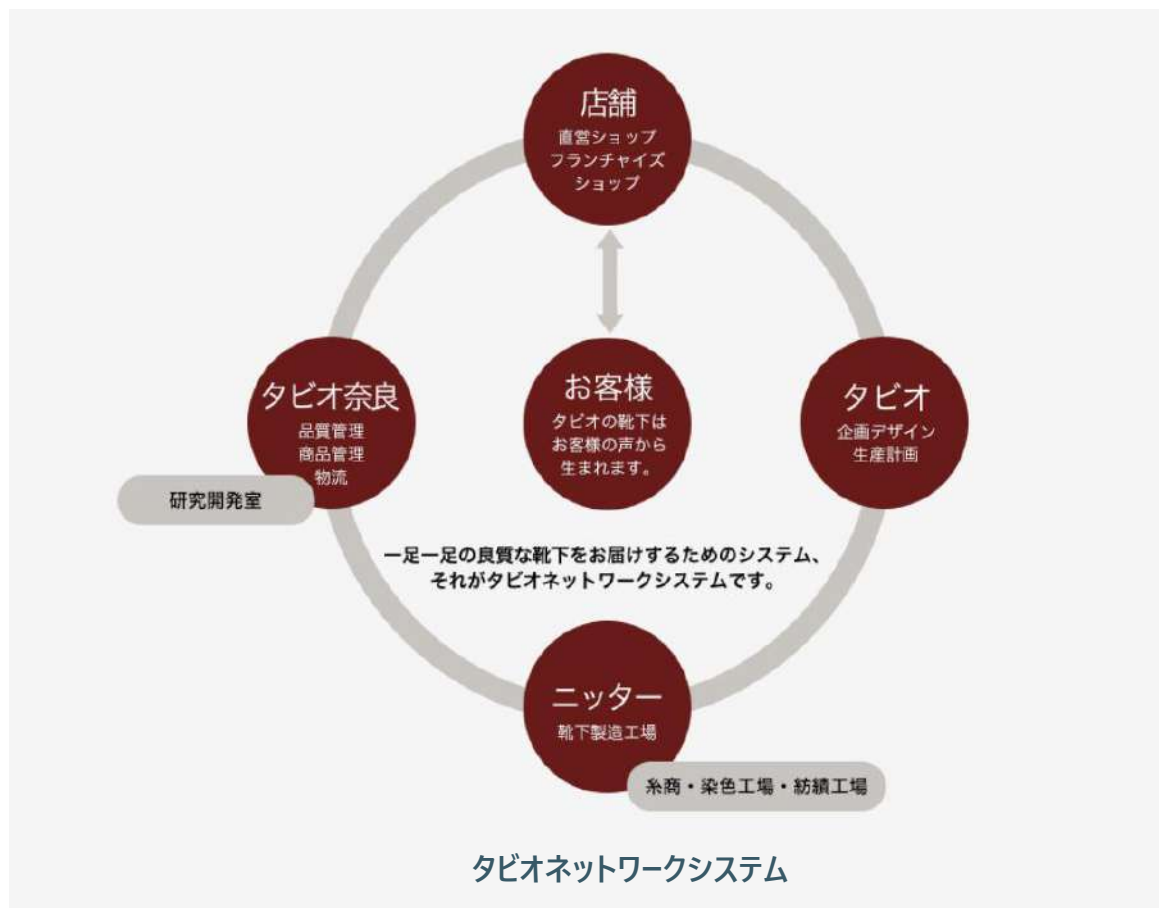 店舗
直営ショップ
フランチャイズ
ショップ
タビオ奈良
品質管理
商品管理
物流
研究開発室
お客様
タビオの靴下は
お客様の声から
生まれます。
タビオ
企画デザイン
生産計画
一足一足の良質な靴下をお届けするためのシステム、
それがタビオネットワークシステムです。
ニッター
靴下製造工場
糸商・染色工場・紡績工場
タビオネットワークシステム